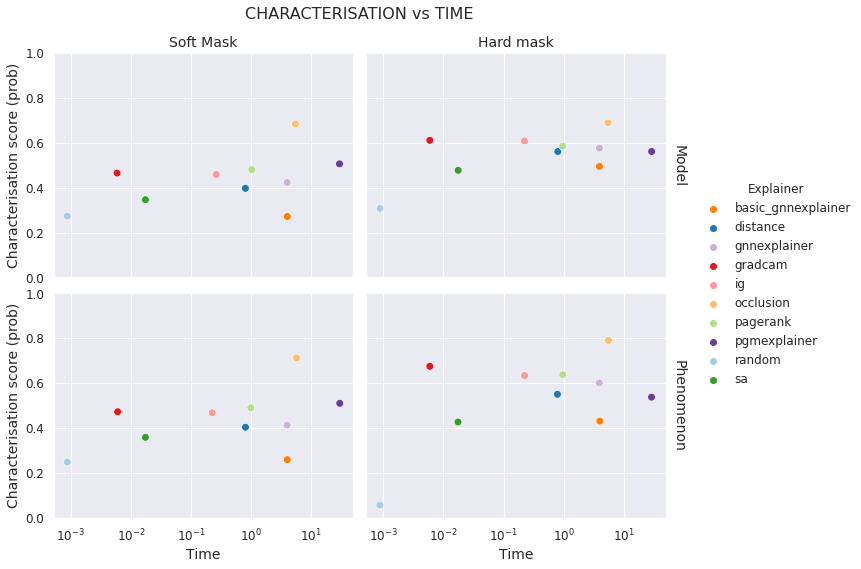 CHARACTERISATION vs TIME
Soft Mask
Hard mask
1.0
0.8
0.6
0.4
0.2
0.0
Characterisation score (prob)
Model
1.0
0.8
0.6
0.4
0.2
0.0
Characterisation score (prob)
Phenomenon
10⁻³ 10⁻² 10⁻¹ 10⁰ 10¹
Time
10⁻³ 10⁻² 10⁻¹ 10⁰ 10¹
Time
Explainer
basic_gnnexplainer
distance
gnnexplainer
gradcam
ig
occlusion
pagerank
pgmexplainer
random
sa